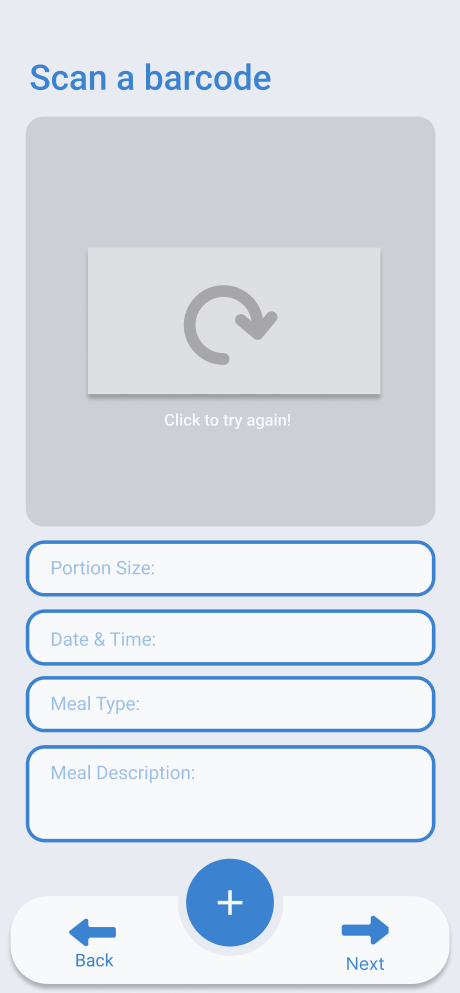 Scan a barcode
Click to try again!
Portion Size:
Date & Time:
Meal Type:
Meal Description:
Back
Next